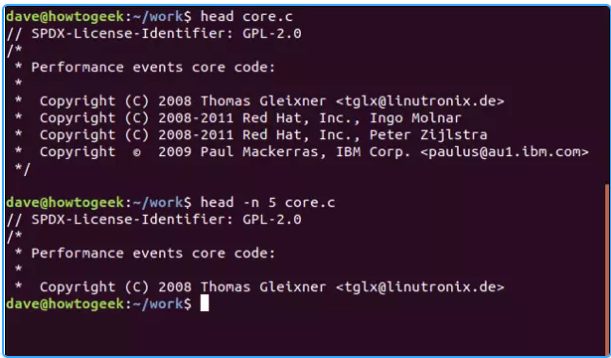 dave@howtogeek:~/work$ head core.c
// SPDX-License-Identifier: GPL-2.0
/*
 * Performance events core code:
 *
 *  Copyright (C) 2008 Thomas Gleixner <tglx@linutronix.de>
 *  Copyright (C) 2008-2011 Red Hat, Inc., Ingo Molnar
 *  Copyright (C) 2008-2011 Red Hat, Inc., Peter Zijlstra
 *  Copyright  ©  2009 Paul Mackerras, IBM Corp. <paulus@au1.ibm.com>
 */
dave@howtogeek:~/work$ head -n 5 core.c
// SPDX-License-Identifier: GPL-2.0
/*
 * Performance events core code:
 *
 *  Copyright (C) 2008 Thomas Gleixner <tglx@linutronix.de>
dave@howtogeek:~/work$